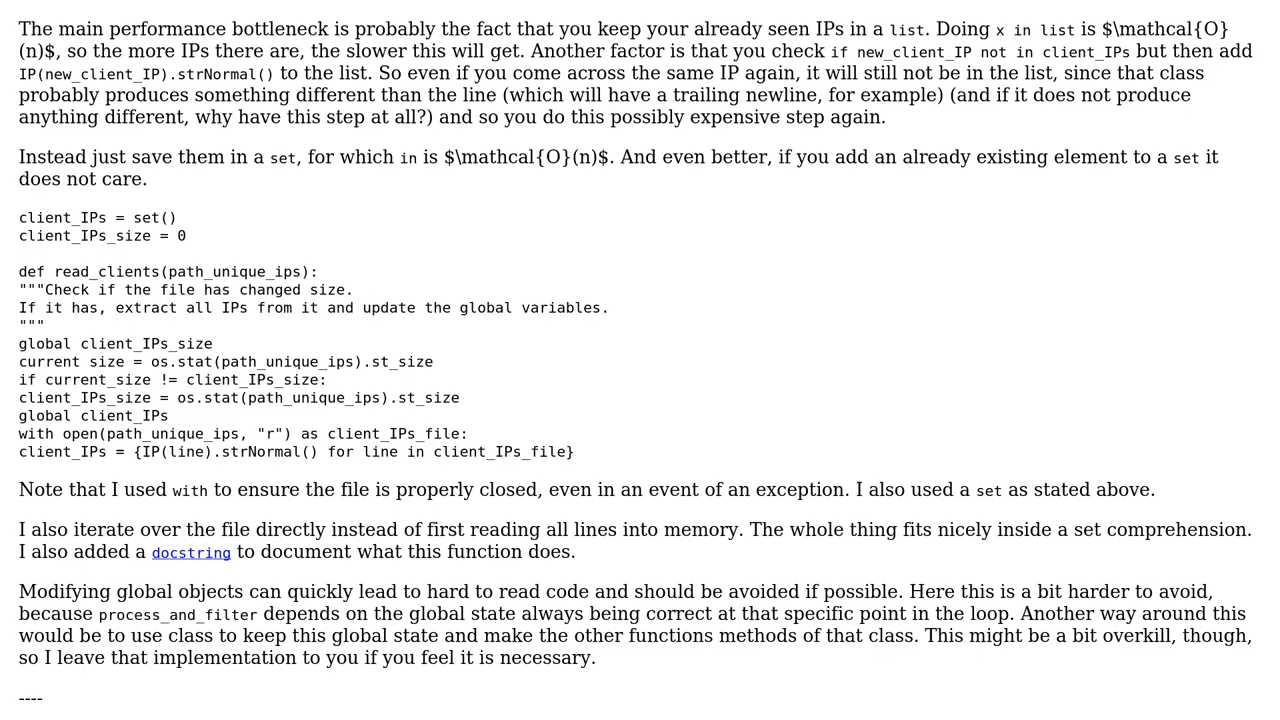 The main performance bottleneck is probably the fact that you keep your already seen IPs in a list. Doing x in list is $\mathcal{O}
(n)$, so the more IPs there are, the slower this will get. Another factor is that you check if new_client_IP not in client_IPs but then add
IP(new_client_IP).strNormal() to the list. So even if you come across the same IP again, it will still not be in the list, since that class
probably produces something different than the line (which will have a trailing newline, for example) (and if it does not produce
anything different, why have this step at all?) and so you do this possibly expensive step again.
Instead just save them in a set, for which in is $\mathcal{O}(n)$. And even better, if you add an already existing element to a set it
does not care.
client_IPs = set()
client_IPs_size = 0
def read_clients(path_unique_ips):
"""Check if the file has changed size.
If it has, extract all IPs from it and update the global variables.
"""
global client_IPs_size
current size = os.stat(path_unique_ips).st_size
if current_size != client_IPs_size:
client_IPs_size = os.stat(path_unique_ips).st_size
global client_IPs
with open(path_unique_ips, "r") as client_IPs_file:
client_IPs = {IP(line).strNormal() for line in client_IPs_file}
Note that I used with to ensure the file is properly closed, even in an event of an exception. I also used a set as stated above.
I also iterate over the file directly instead of first reading all lines into memory. The whole thing fits nicely inside a set comprehension.
I also added a docstring to document what this function does.
Modifying global objects can quickly lead to hard to read code and should be avoided if possible. Here this is a bit harder to avoid,
because process_and_filter depends on the global state always being correct at that specific point in the loop. Another way around this
would be to use class to keep this global state and make the other functions methods of that class. This might be a bit overkill, though,
so I leave that implementation to you if you feel it is necessary.
----